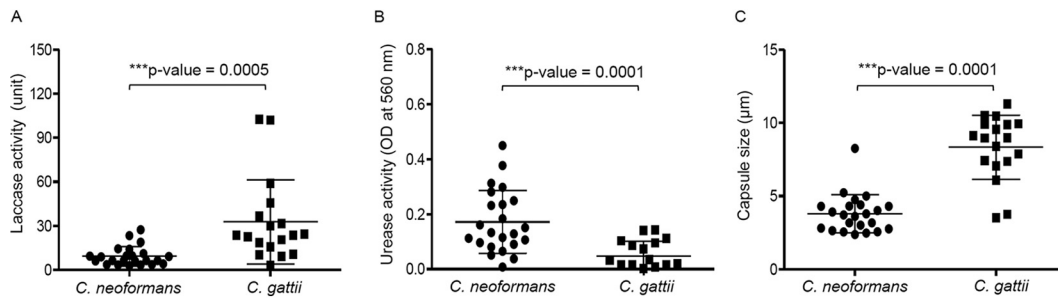 A
Laccase activity (unit)
150
120
90
60
30
0
***p-value = 0.0005
C. neoformans
C. gattii
B
Urease activity (OD at 560 nm)
0.8
0.6
0.4
0.2
0.0
***p-value = 0.0001
C. neoformans
C. gattii
C
Capsule size (µm)
15
10
5
0
***p-value = 0.0001
C. neoformans
C. gattii